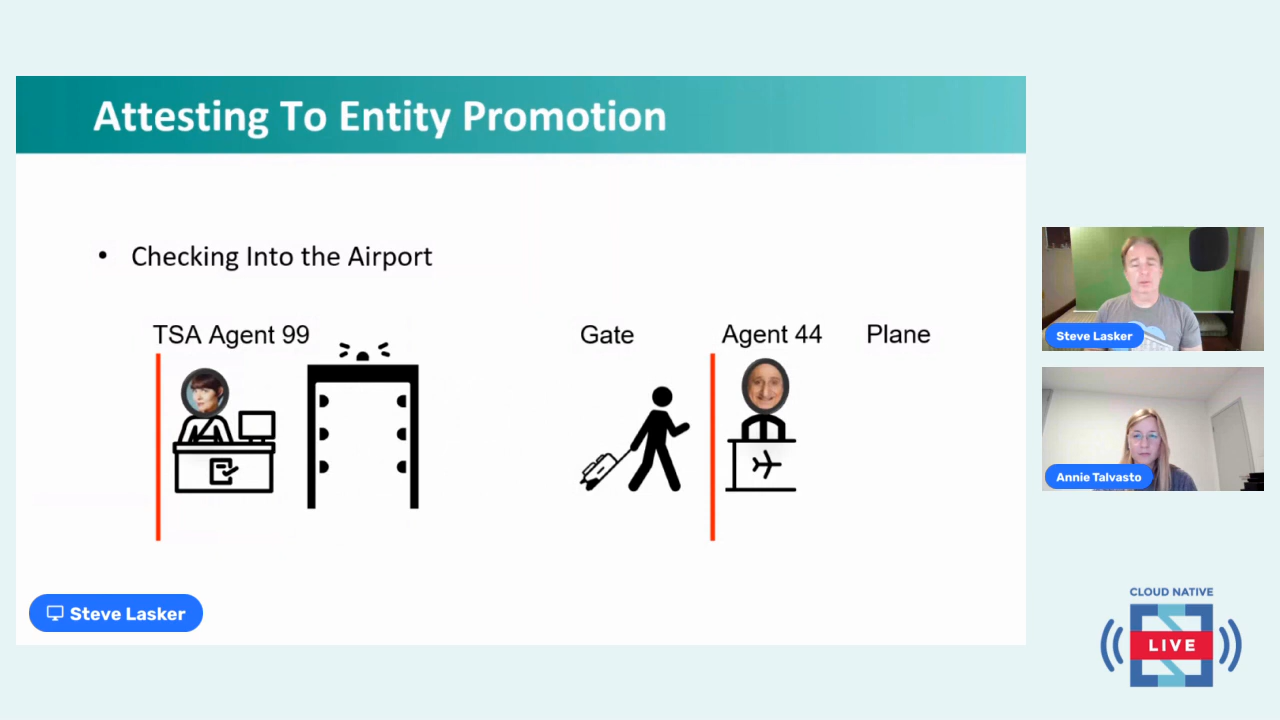 Attesting To Entity Promotion
• Checking Into the Airport
TSA Agent 99
Gate
Agent 44
Plane
Steve Lasker
Steve Lasker
Annie Talvasto
CLOUD NATIVE
LIVE